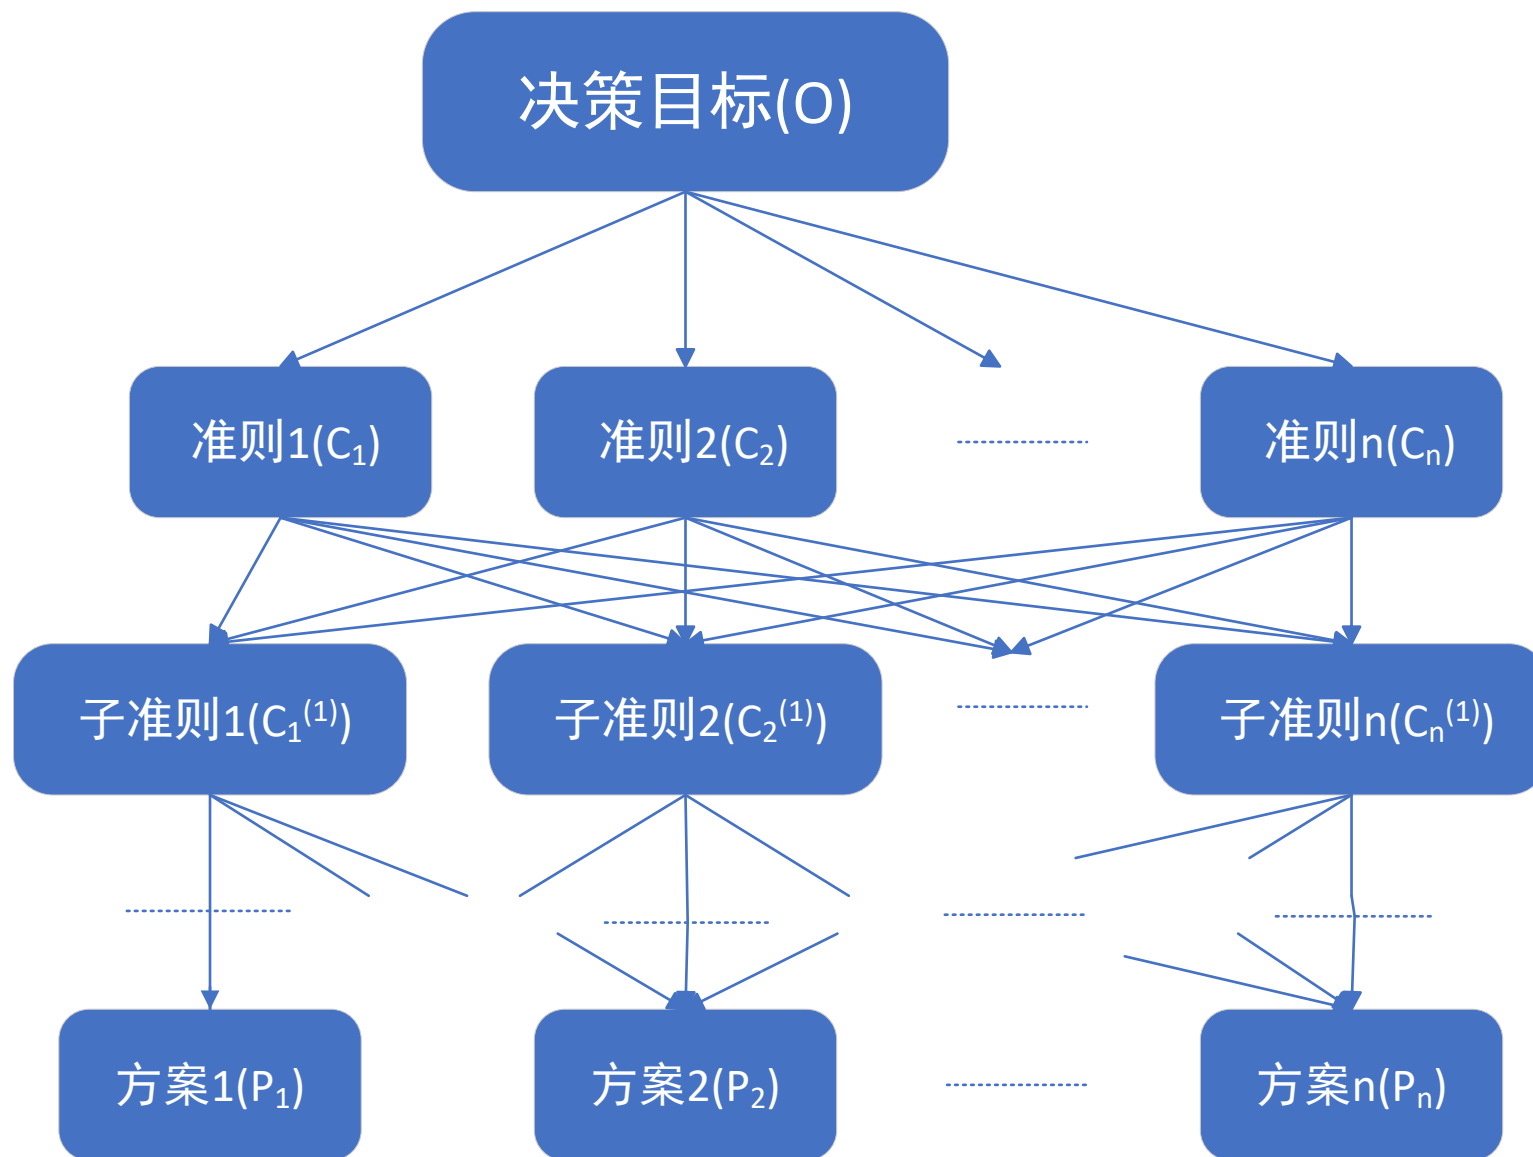 决策目标(O)
准则1(C₁)
准则2(C₂)
准则n(Cₙ)
子准则1(C₁⁽¹⁾)
子准则2(C₂⁽¹⁾)
子准则n(Cₙ⁽¹⁾)
方案1(P₁)
方案2(P₂)
方案n(Pₙ)